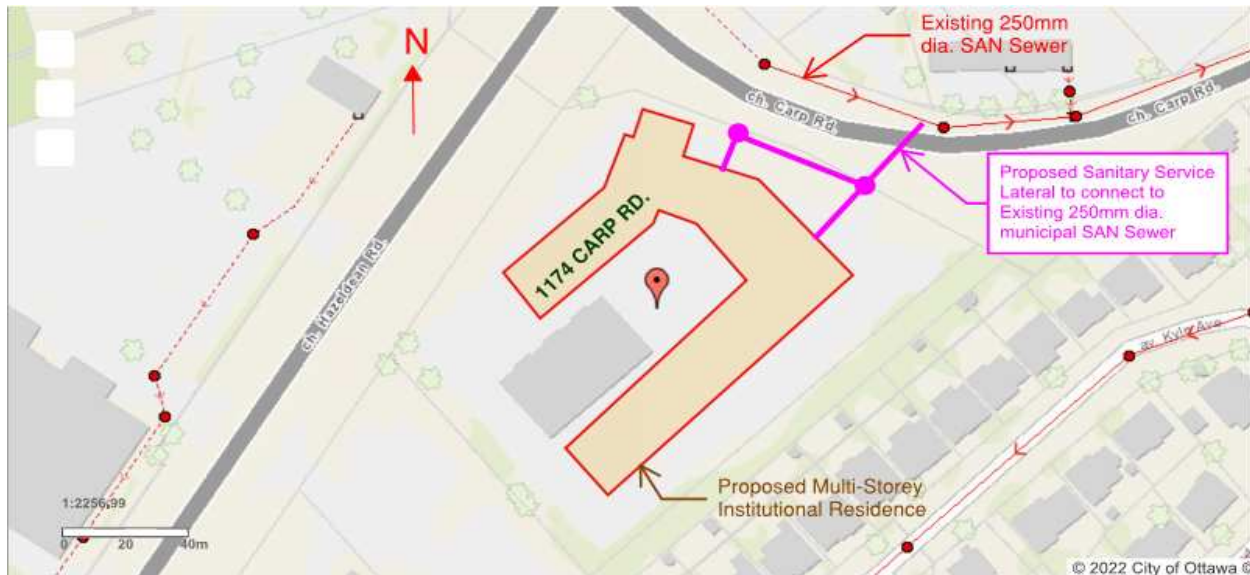 Existing 250mm
dia. SAN Sewer
N
ch. Carp Rd.
ch. Carp Rd.
Proposed Sanitary Service
Lateral to connect to
Existing 250mm dia.
municipal SAN Sewer
1174 CARP RD.
ch. Hazeldean Rd.
av. Kyle Ave
Proposed Multi-Storey
Institutional Residence
1:2256.99
0 20 40m
© 2022 City of Ottawa ©